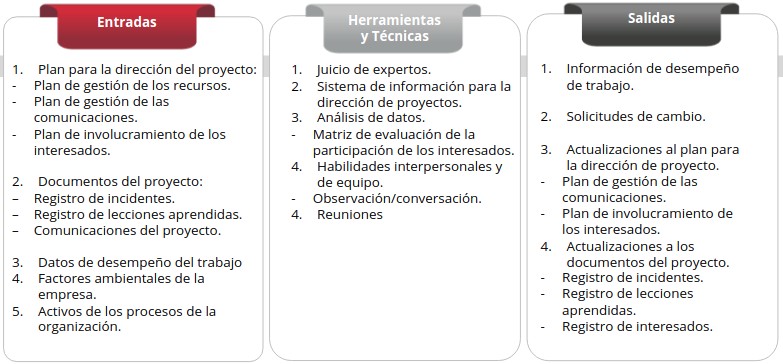 Entradas
1. Plan para la dirección del proyecto:
- Plan de gestión de los recursos.
- Plan de gestión de las
comunicaciones.
- Plan de involucramiento de los
interesados.
2. Documentos del proyecto:
– Registro de incidentes.
– Registro de lecciones aprendidas.
– Comunicaciones del proyecto.
3. Datos de desempeño del trabajo
4. Factores ambientales de la
empresa.
5. Activos de los procesos de la
organización.
Herramientas
y Técnicas
1. Juicio de expertos.
2. Sistema de información para la
dirección de proyectos.
3. Análisis de datos.
- Matriz de evaluación de la
participación de los interesados.
4. Habilidades interpersonales y
de equipo.
- Observación/conversación.
4. Reuniones
Salidas
1. Información de desempeño
de trabajo.
2. Solicitudes de cambio.
3. Actualizaciones al plan para
la dirección de proyecto.
- Plan de gestión de las
comunicaciones.
- Plan de involucramiento de
los interesados.
4. Actualizaciones a los
documentos del proyecto.
- Registro de incidentes.
- Registro de lecciones
aprendidas.
- Registro de interesados.